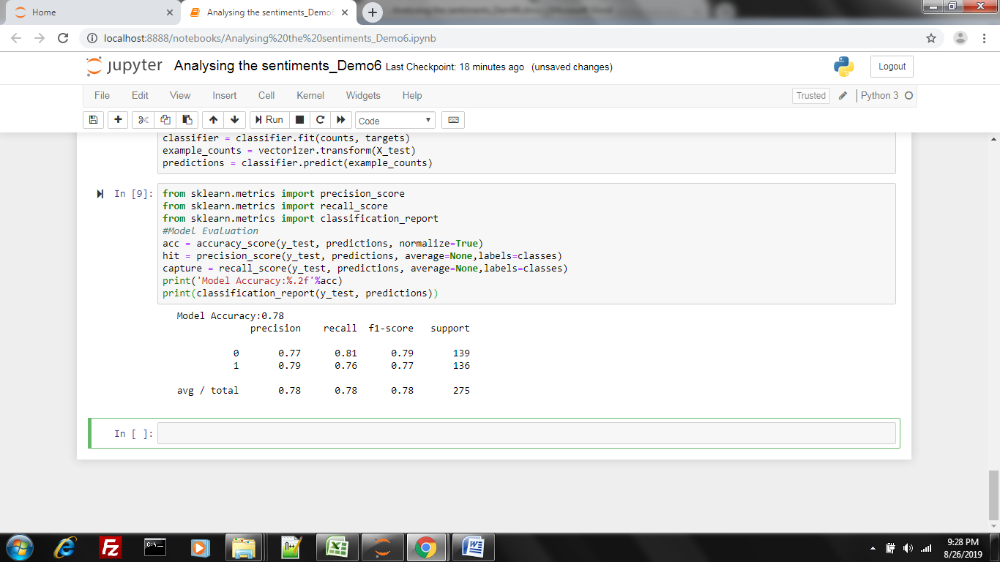 Home
Analysing the sentiments_Demo6
localhost:8888/notebooks/Analysing%20the%20sentiments_Demo6.ipynb
jupyter Analysing the sentiments_Demo6 Last Checkpoint: 18 minutes ago (unsaved changes)
Logout
File Edit View Insert Cell Kernel Widgets Help
Trusted
Python 3
Run
Code
classifier = classifier.fit(counts, targets)
example_counts = vectorizer.transform(X_test)
predictions = classifier.predict(example_counts)
In [9]:
from sklearn.metrics import precision_score
from sklearn.metrics import recall_score
from sklearn.metrics import classification_report
#Model Evaluation
acc = accuracy_score(y_test, predictions, normalize=True)
hit = precision_score(y_test, predictions, average=None,labels=classes)
capture = recall_score(y_test, predictions, average=None,labels=classes)
print('Model Accuracy:%.2f'%acc)
print(classification_report(y_test, predictions))
Model Accuracy:0.78
precision recall f1-score support
0 0.77 0.81 0.79 139
1 0.79 0.76 0.77 136
avg / total 0.78 0.78 0.78 275
In [ ]:
9:28 PM
8/26/2019